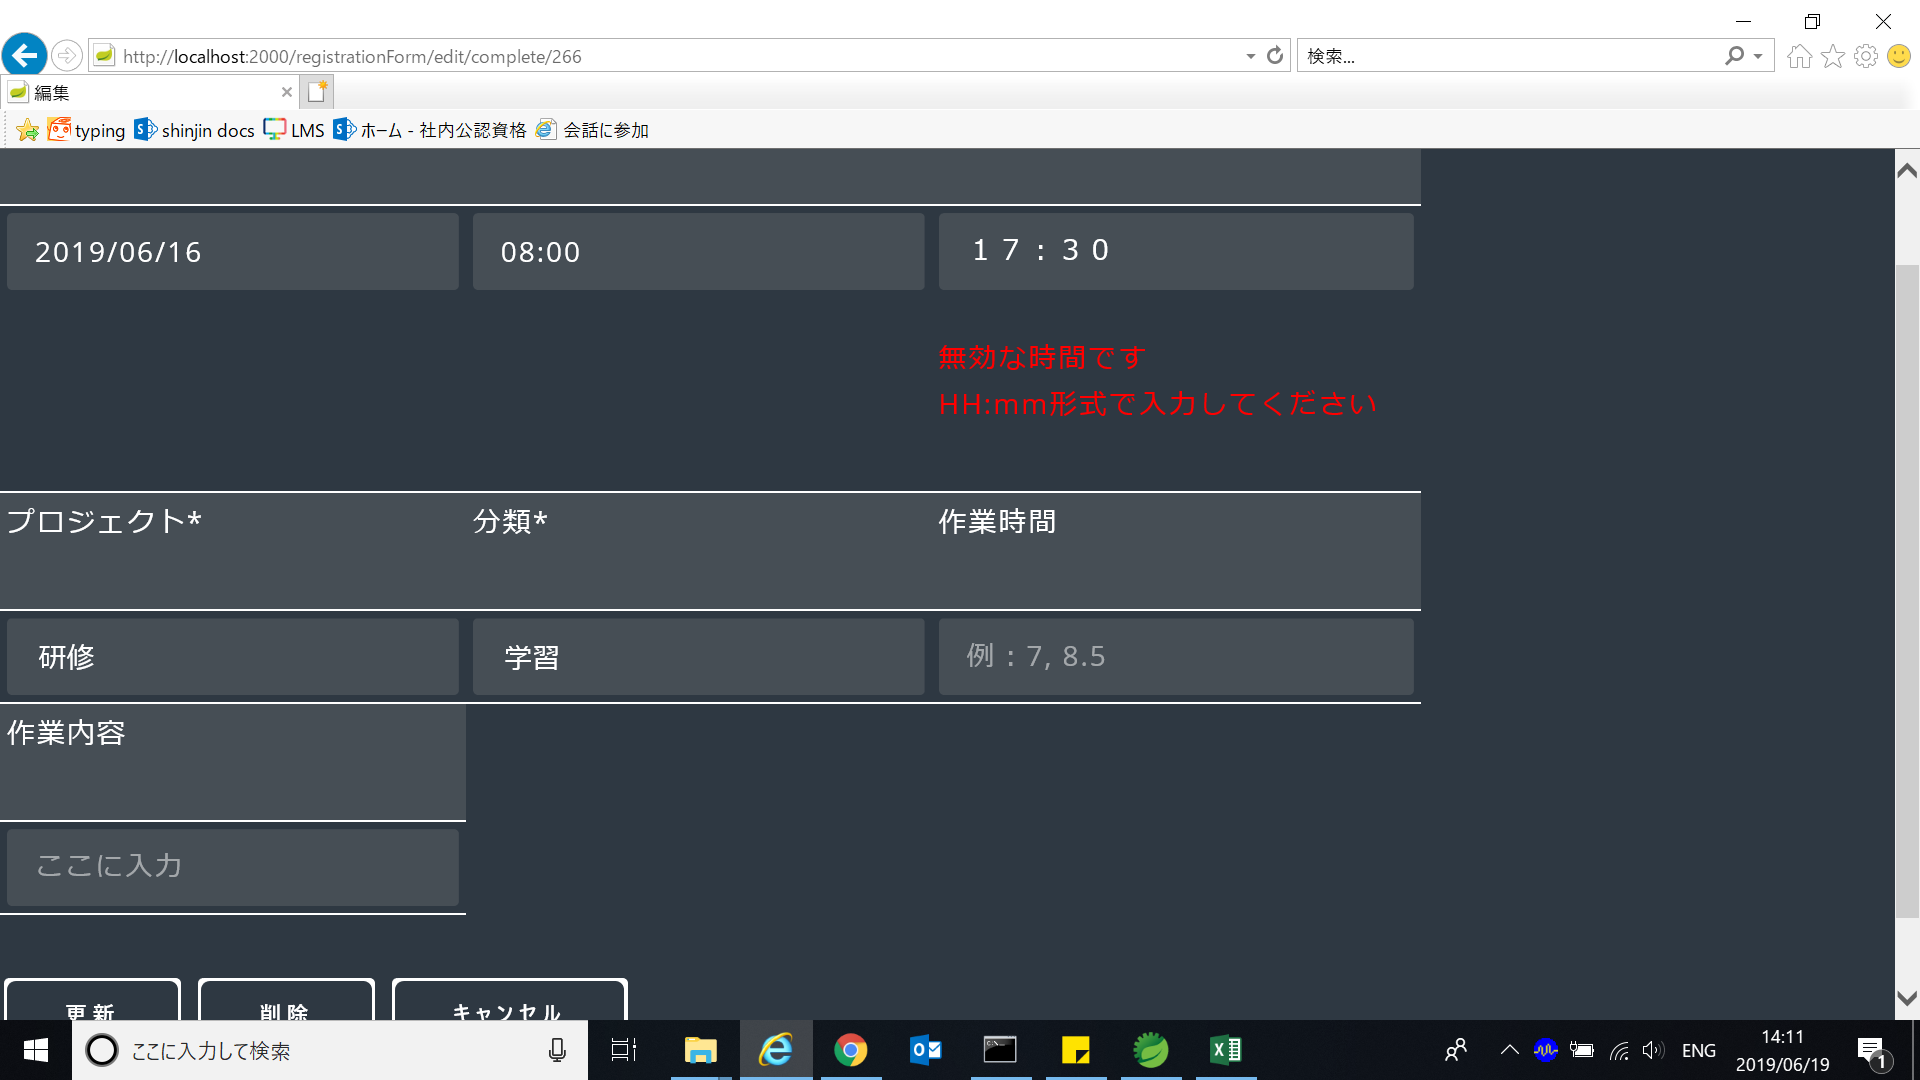 http://localhost:2000/registrationForm/edit/complete/266
検索...
編集
typing
shinjin docs
LMS
ホーム - 社内公認資格
会話に参加
2019/06/16
08:00
１７：３０
無効な時間です
HH:mm形式で入力してください
プロジェクト*
分類*
作業時間
研修
学習
例：7, 8.5
作業内容
ここに入力
更新
削除
キャンセル
ここに入力して検索
ENG
14:11
2019/06/19
1